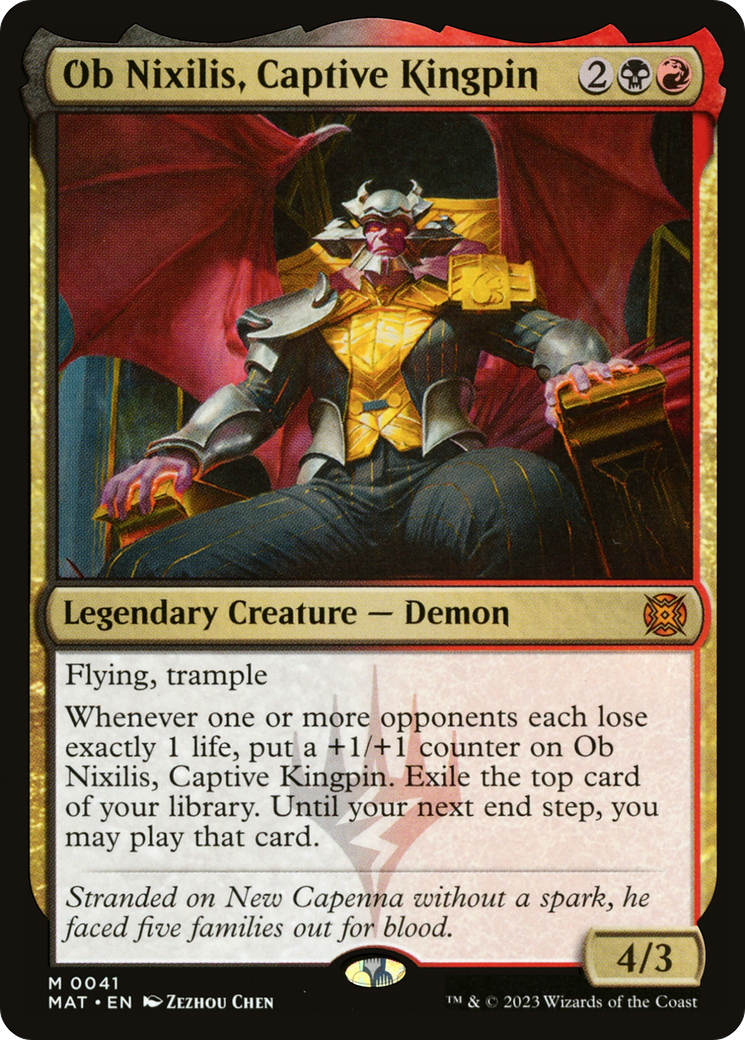 Ob Nixilis, Captive Kingpin 2
Legendary Creature — Demon
Flying, trample
Whenever one or more opponents each lose
exactly 1 life, put a +1/+1 counter on Ob
Nixilis, Captive Kingpin. Exile the top card
of your library. Until your next end step, you
may play that card.
Stranded on New Capenna without a spark, he
faced five families out for blood.
4/3
M 0041
MAT • EN Zezhou Chen
™ & © 2023 Wizards of the Coast